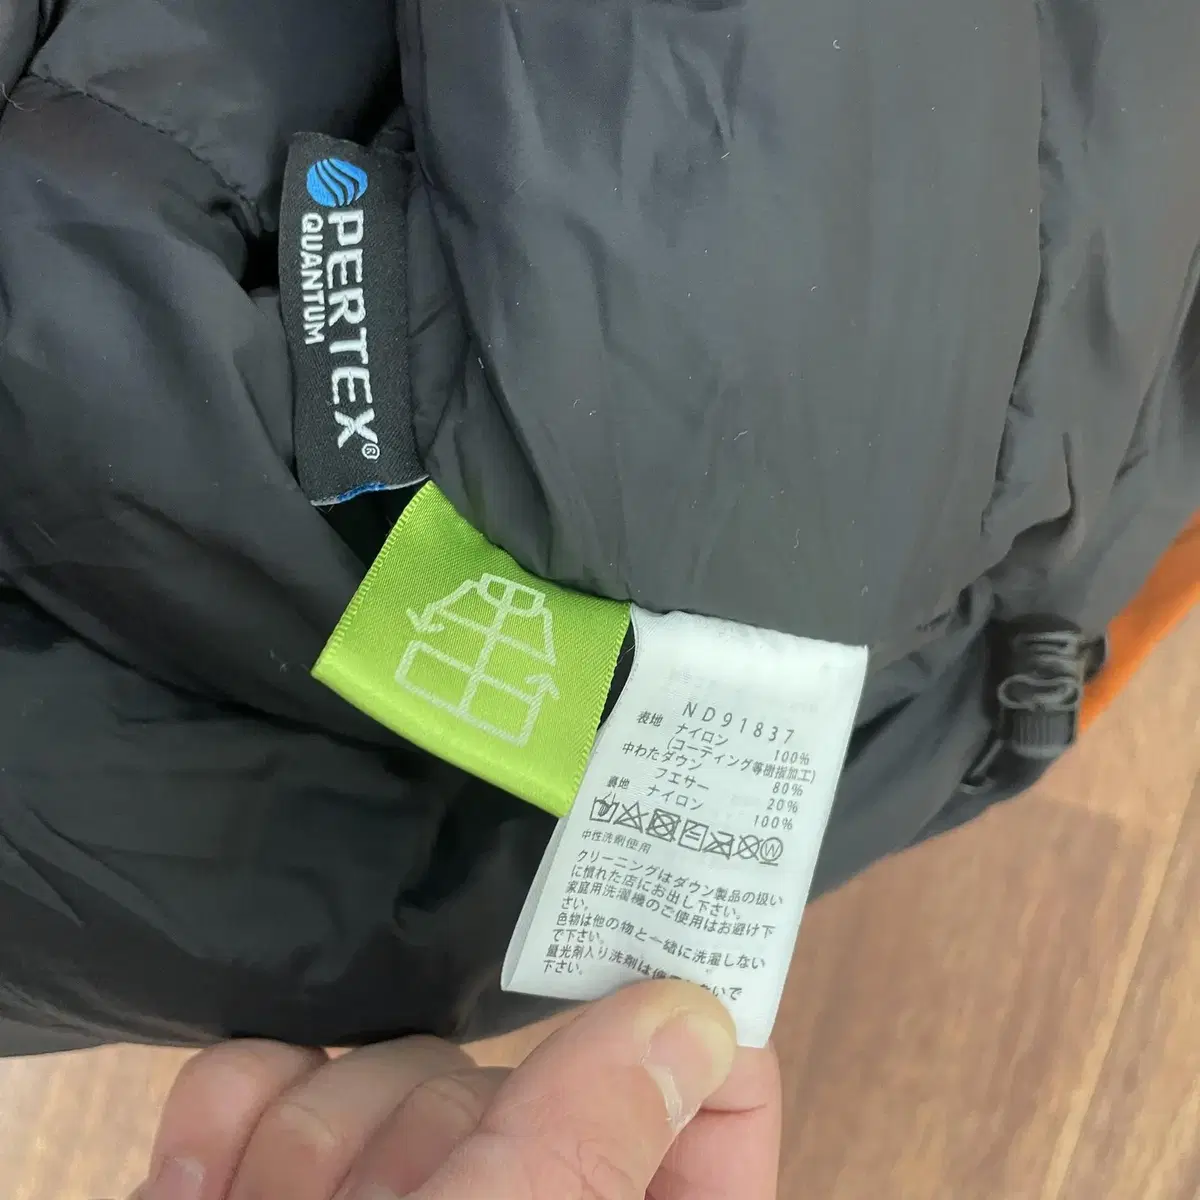 PERTEX®
QUANTUM
ND91837
表地 ナイロン 100%
(コーティング等樹脂加工)
中わたダウン 80%
フエザー 20%
裏地 ナイロン 100%
W
中性洗剤使用
クリーニングはダウン製品の扱い
に慣れた店にお出し下さい。
家庭用洗濯機のご使用はお避け下
さい。
色物は他の物と一緒に洗濯しない
で下さい。
蛍光剤入り洗剤は使 ないで
下さい。